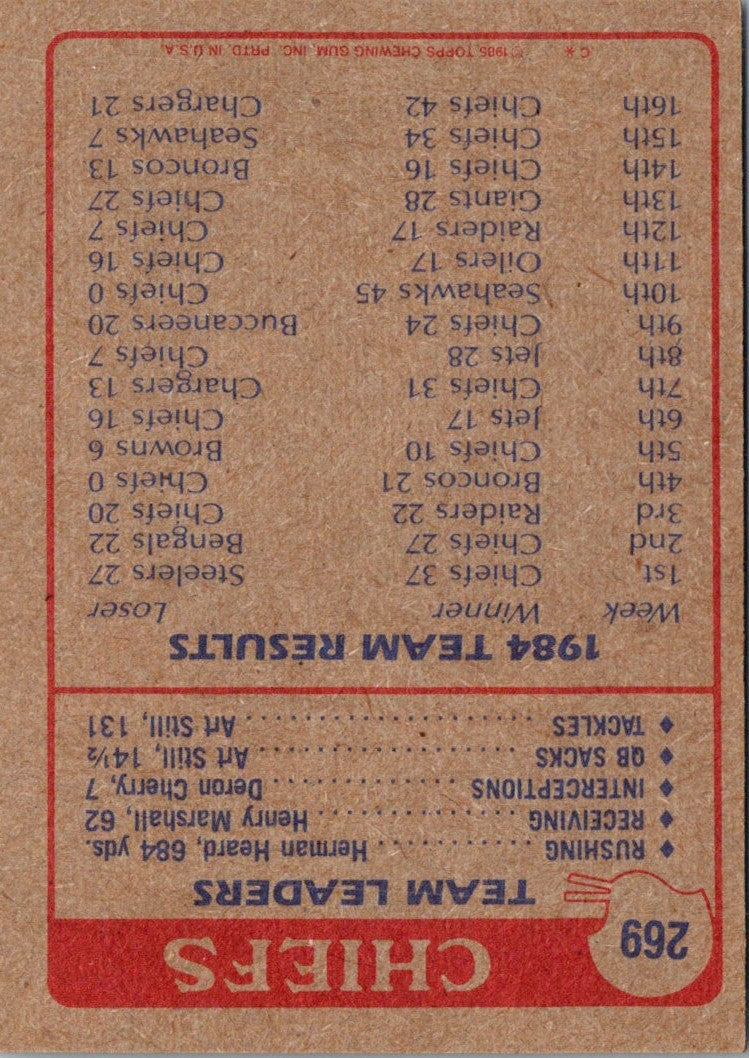 269
CHIEFS
TEAM LEADERS
♦ RUSHING . . . . . . . . . . . . Herman Heard, 684 yds.
♦ RECEIVING . . . . . . . . . . . . . . . . Henry Marshall, 62
♦ INTERCEPTIONS . . . . . . . . . . . . . Deron Cherry, 7
♦ QB SACKS . . . . . . . . . . . . . . . . . . . Art Still, 14½
♦ TACKLES . . . . . . . . . . . . . . . . . . . . . Art Still, 131
1984 TEAM RESULTS
Week Winner Loser
1st Chiefs 37 Steelers 27
2nd Chiefs 27 Bengals 22
3rd Raiders 22 Chiefs 20
4th Broncos 21 Chiefs 0
5th Chiefs 10 Browns 6
6th Jets 17 Chiefs 16
7th Chiefs 31 Chargers 13
8th Jets 28 Chiefs 7
9th Chiefs 24 Buccaneers 20
10th Seahawks 45 Chiefs 0
11th Oilers 17 Chiefs 16
12th Raiders 17 Chiefs 7
13th Giants 28 Chiefs 27
14th Chiefs 16 Broncos 13
15th Chiefs 34 Seahawks 7
16th Chiefs 42 Chargers 21
C * ©1985 TOPPS CHEWING GUM, INC. PRTD. IN U.S.A.